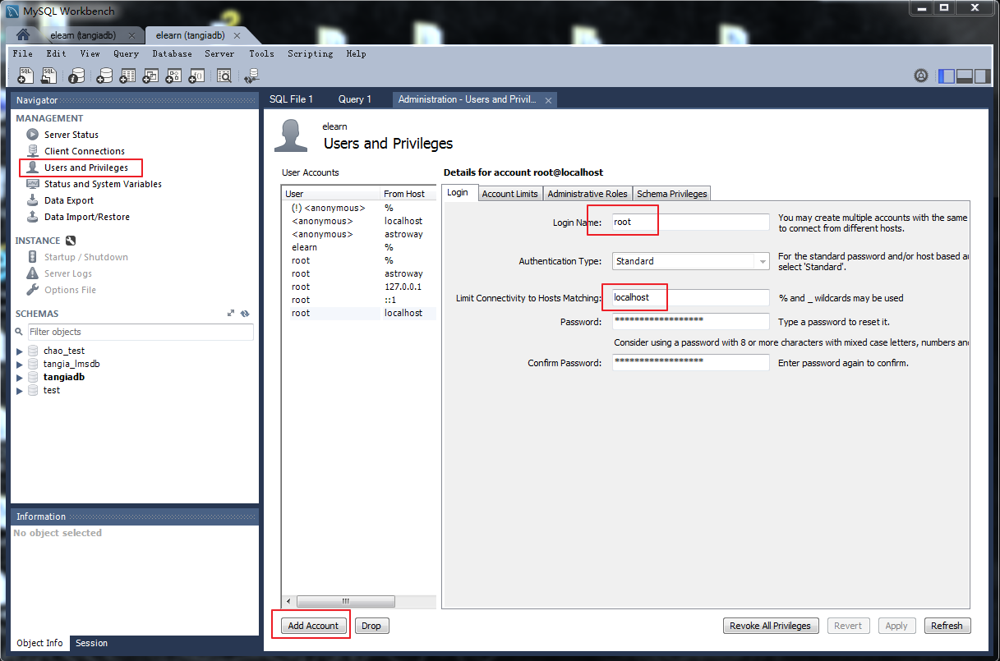 MySQL Workbench
elearn (tangiadb)
elearn (tangiadb)
File Edit View Query Database Server Tools Scripting Help
Navigator
MANAGEMENT
Server Status
Client Connections
Users and Privileges
Status and System Variables
Data Export
Data Import/Restore
INSTANCE
Startup / Shutdown
Server Logs
Options File
SCHEMAS
Filter objects
chao_test
tangia_lmsdb
tangiadb
test
Information
No object selected
Object Info Session
SQL File 1 Query 1 Administration - Users and Privil...
elearn
Users and Privileges
User Accounts
User From Host
(!) <anonymous> %
<anonymous> localhost
<anonymous> astroway
elearn %
root %
root astroway
root 127.0.0.1
root ::1
root localhost
Add Account Drop
Details for account root@localhost
Login Account Limits Administrative Roles Schema Privileges
Login Name: root You may create multiple accounts with the same
to connect from different hosts.
Authentication Type: Standard For the standard password and/or host based
select 'Standard'.
Limit Connectivity to Hosts Matching: localhost % and _ wildcards may be used
Password: ****************** Type a password to reset it.
Consider using a password with 8 or more characters with mixed case letters, numbers
Confirm Password: ****************** Enter password again to confirm.
Revoke All Privileges Revert Apply Refresh